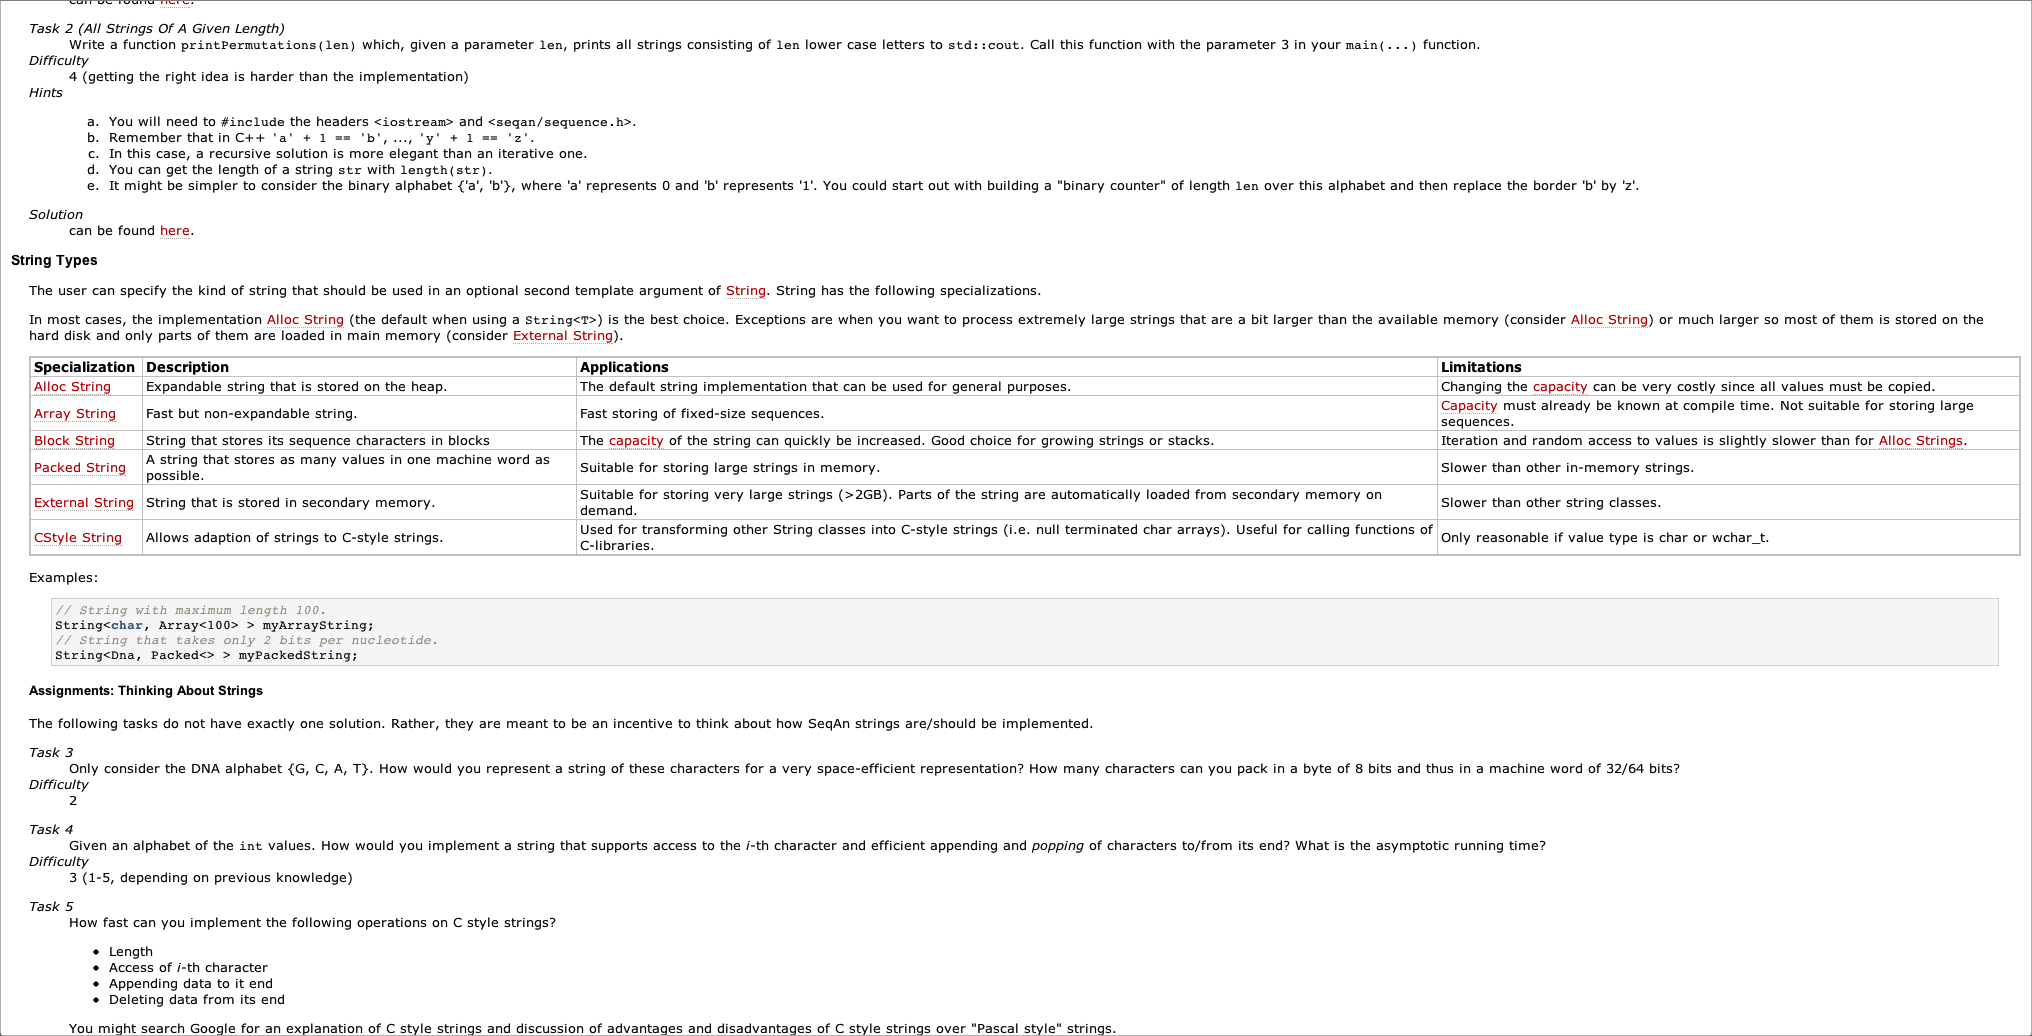 can be found here.
Task 2 (All Strings Of A Given Length)
Write a function printPermutations(len) which, given a parameter len, prints all strings consisting of len lower case letters to std::cout. Call this function with the parameter 3 in your main(...) function.
Difficulty
4 (getting the right idea is harder than the implementation)
Hints
a. You will need to #include the headers <iostream> and <seqan/sequence.h>.
b. Remember that in C++ 'a' + 1 == 'b', ..., 'y' + 1 == 'z'.
c. In this case, a recursive solution is more elegant than an iterative one.
d. You can get the length of a string str with length(str).
e. It might be simpler to consider the binary alphabet {'a', 'b'}, where 'a' represents 0 and 'b' represents '1'. You could start out with building a "binary counter" of length len over this alphabet and then replace the border 'b' by 'z'.
Solution
can be found here.
String Types
The user can specify the kind of string that should be used in an optional second template argument of String. String has the following specializations.
In most cases, the implementation Alloc String (the default when using a String<T>) is the best choice. Exceptions are when you want to process extremely large strings that are a bit larger than the available memory (consider Alloc String) or much larger so most of them is stored on the
hard disk and only parts of them are loaded in main memory (consider External String).
Specialization Description Applications Limitations
Alloc String Expandable string that is stored on the heap. The default string implementation that can be used for general purposes. Changing the capacity can be very costly since all values must be copied.
Array String Fast but non-expandable string. Fast storing of fixed-size sequences. Capacity must already be known at compile time. Not suitable for storing large
sequences.
Block String String that stores its sequence characters in blocks The capacity of the string can quickly be increased. Good choice for growing strings or stacks. Iteration and random access to values is slightly slower than for Alloc Strings.
Packed String A string that stores as many values in one machine word as
possible. Suitable for storing large strings in memory. Slower than other in-memory strings.
External String String that is stored in secondary memory. Suitable for storing very large strings (>2GB). Parts of the string are automatically loaded from secondary memory on
demand. Slower than other string classes.
CStyle String Allows adaption of strings to C-style strings. Used for transforming other String classes into C-style strings (i.e. null terminated char arrays). Useful for calling functions of
C-libraries. Only reasonable if value type is char or wchar_t.
Examples:
// String with maximum length 100.
String<char, Array<100> > myArrayString;
// String that takes only 2 bits per nucleotide.
String<Dna, Packed<> > myPackedString;
Assignments: Thinking About Strings
The following tasks do not have exactly one solution. Rather, they are meant to be an incentive to think about how SeqAn strings are/should be implemented.
Task 3
Only consider the DNA alphabet {G, C, A, T}. How would you represent a string of these characters for a very space-efficient representation? How many characters can you pack in a byte of 8 bits and thus in a machine word of 32/64 bits?
Difficulty
2
Task 4
Given an alphabet of the int values. How would you implement a string that supports access to the i-th character and efficient appending and popping of characters to/from its end? What is the asymptotic running time?
Difficulty
3 (1-5, depending on previous knowledge)
Task 5
How fast can you implement the following operations on C style strings?
• Length
• Access of i-th character
• Appending data to it end
• Deleting data from its end
You might search Google for an explanation of C style strings and discussion of advantages and disadvantages of C style strings over "Pascal style" strings.